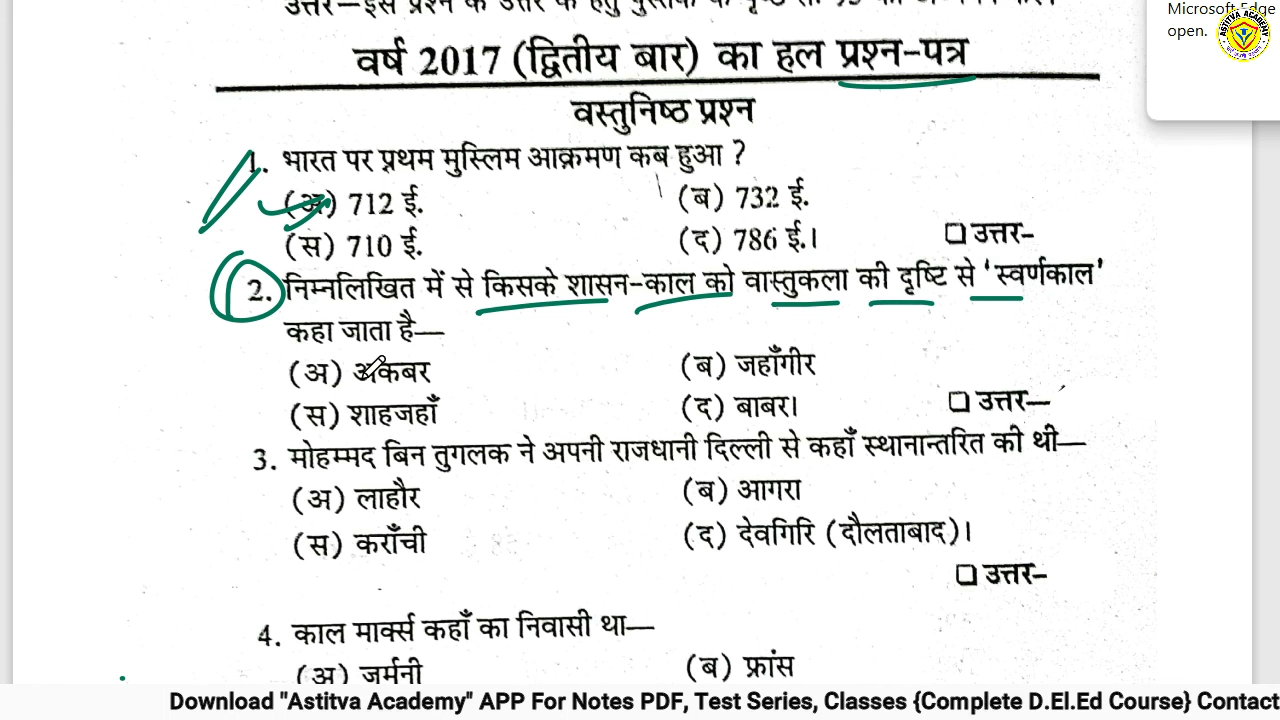 Microsoft Edge
open.
ASTITVA ACADEMY
वर्ष 2017 (द्वितीय बार) का हल प्रश्न-पत्र
वस्तुनिष्ठ प्रश्न
1. भारत पर प्रथम मुस्लिम आक्रमण कब हुआ ?
(अ) 712 ई. (ब) 732 ई.
(स) 710 ई. (द) 786 ई.। ❑ उत्तर–
2. निम्नलिखित में से किसके शासन-काल को वास्तुकला की दृष्टि से ‘स्वर्णकाल’
कहा जाता है—
(अ) अकबर (ब) जहाँगीर
(स) शाहजहाँ (द) बाबर। ❑ उत्तर—
3. मोहम्मद बिन तुगलक ने अपनी राजधानी दिल्ली से कहाँ स्थानान्तरित की थी—
(अ) लाहौर (ब) आगरा
(स) कराँची (द) देवगिरि (दौलताबाद)।
❑ उत्तर–
4. काल मार्क्स कहाँ का निवासी था—
(अ) जर्मनी (ब) फ्रांस
Download "Astitva Academy" APP For Notes PDF, Test Series, Classes {Complete D.El.Ed Course} Contact